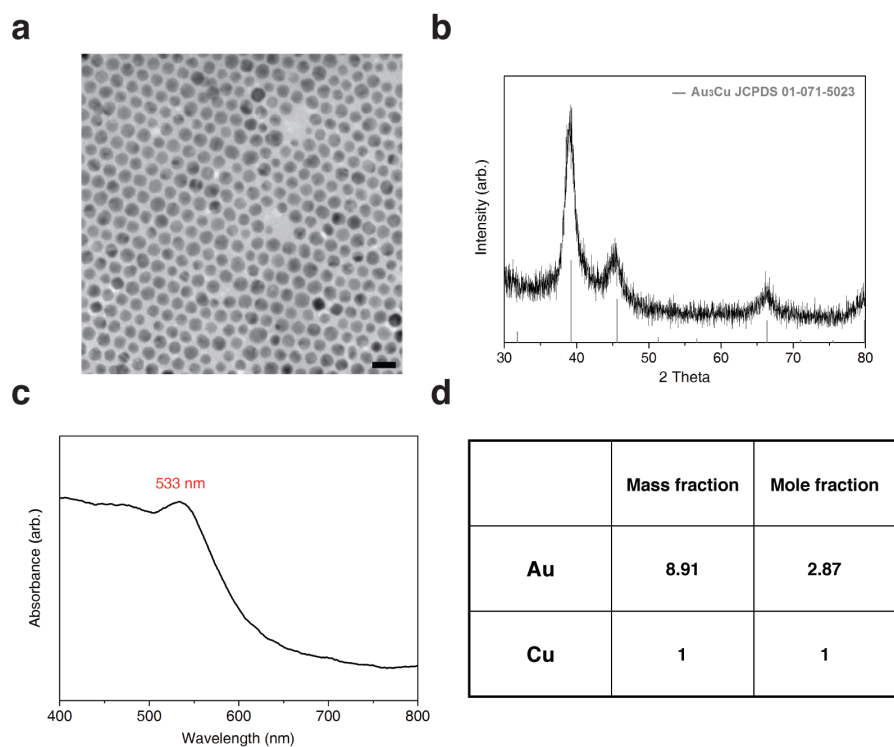 a
b
Au₃Cu JCPDS 01-071-5023
Intensity (arb.)
30 40 50 60 70 80
2 Theta
c
d
533 nm
Absorbance (arb.)
400 500 600 700 800
Wavelength (nm)
Mass fraction Mole fraction
Au 8.91 2.87
Cu 1 1